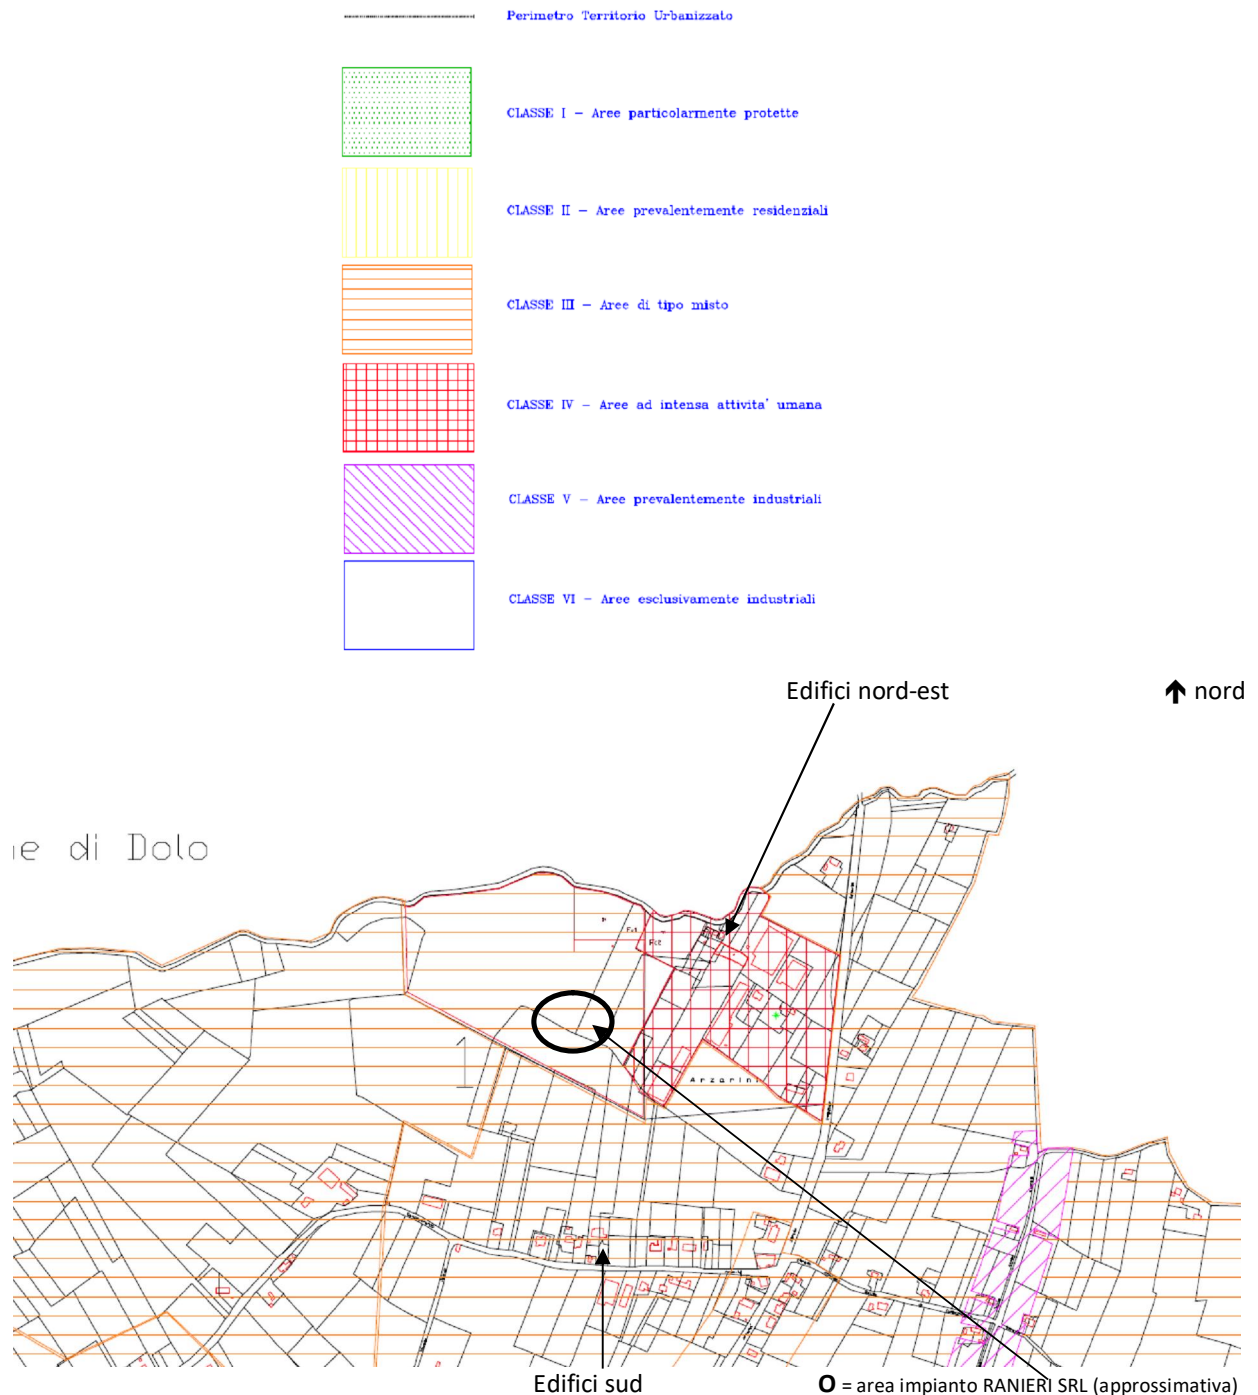 Perimetro Territorio Urbanizzato
CLASSE I – Aree particolarmente protette
CLASSE II – Aree prevalentemente residenziali
CLASSE III – Aree di tipo misto
CLASSE IV – Aree ad intensa attivita' umana
CLASSE V – Aree prevalentemente industriali
CLASSE VI – Aree esclusivamente industriali
Edifici nord-est
nord
di Dolo
1
Arzarini
Edifici sud
O = area impianto RANIERI SRL (approssimativa)